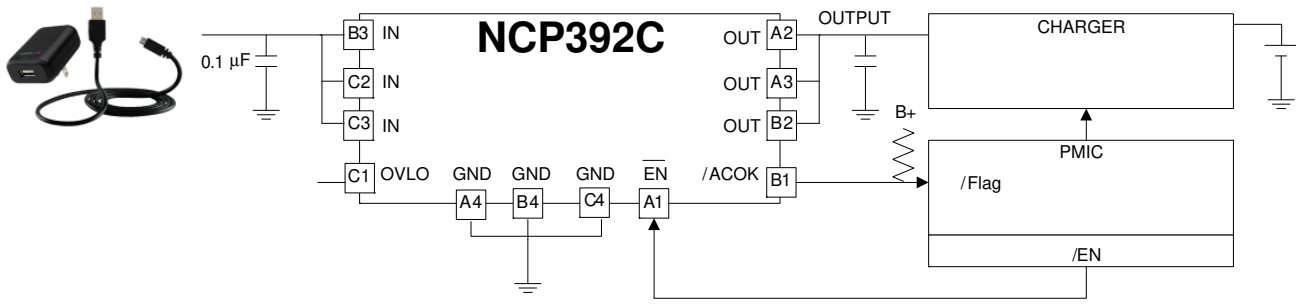 NCP392C
OUTPUT
CHARGER
B3 IN
OUT A2
0.1 μF
C2 IN
OUT A3
C3 IN
OUT B2
B+
PMIC
C1 OVLO GND GND GND EN /ACOK B1
/Flag
A4 B4 C4 A1
/EN